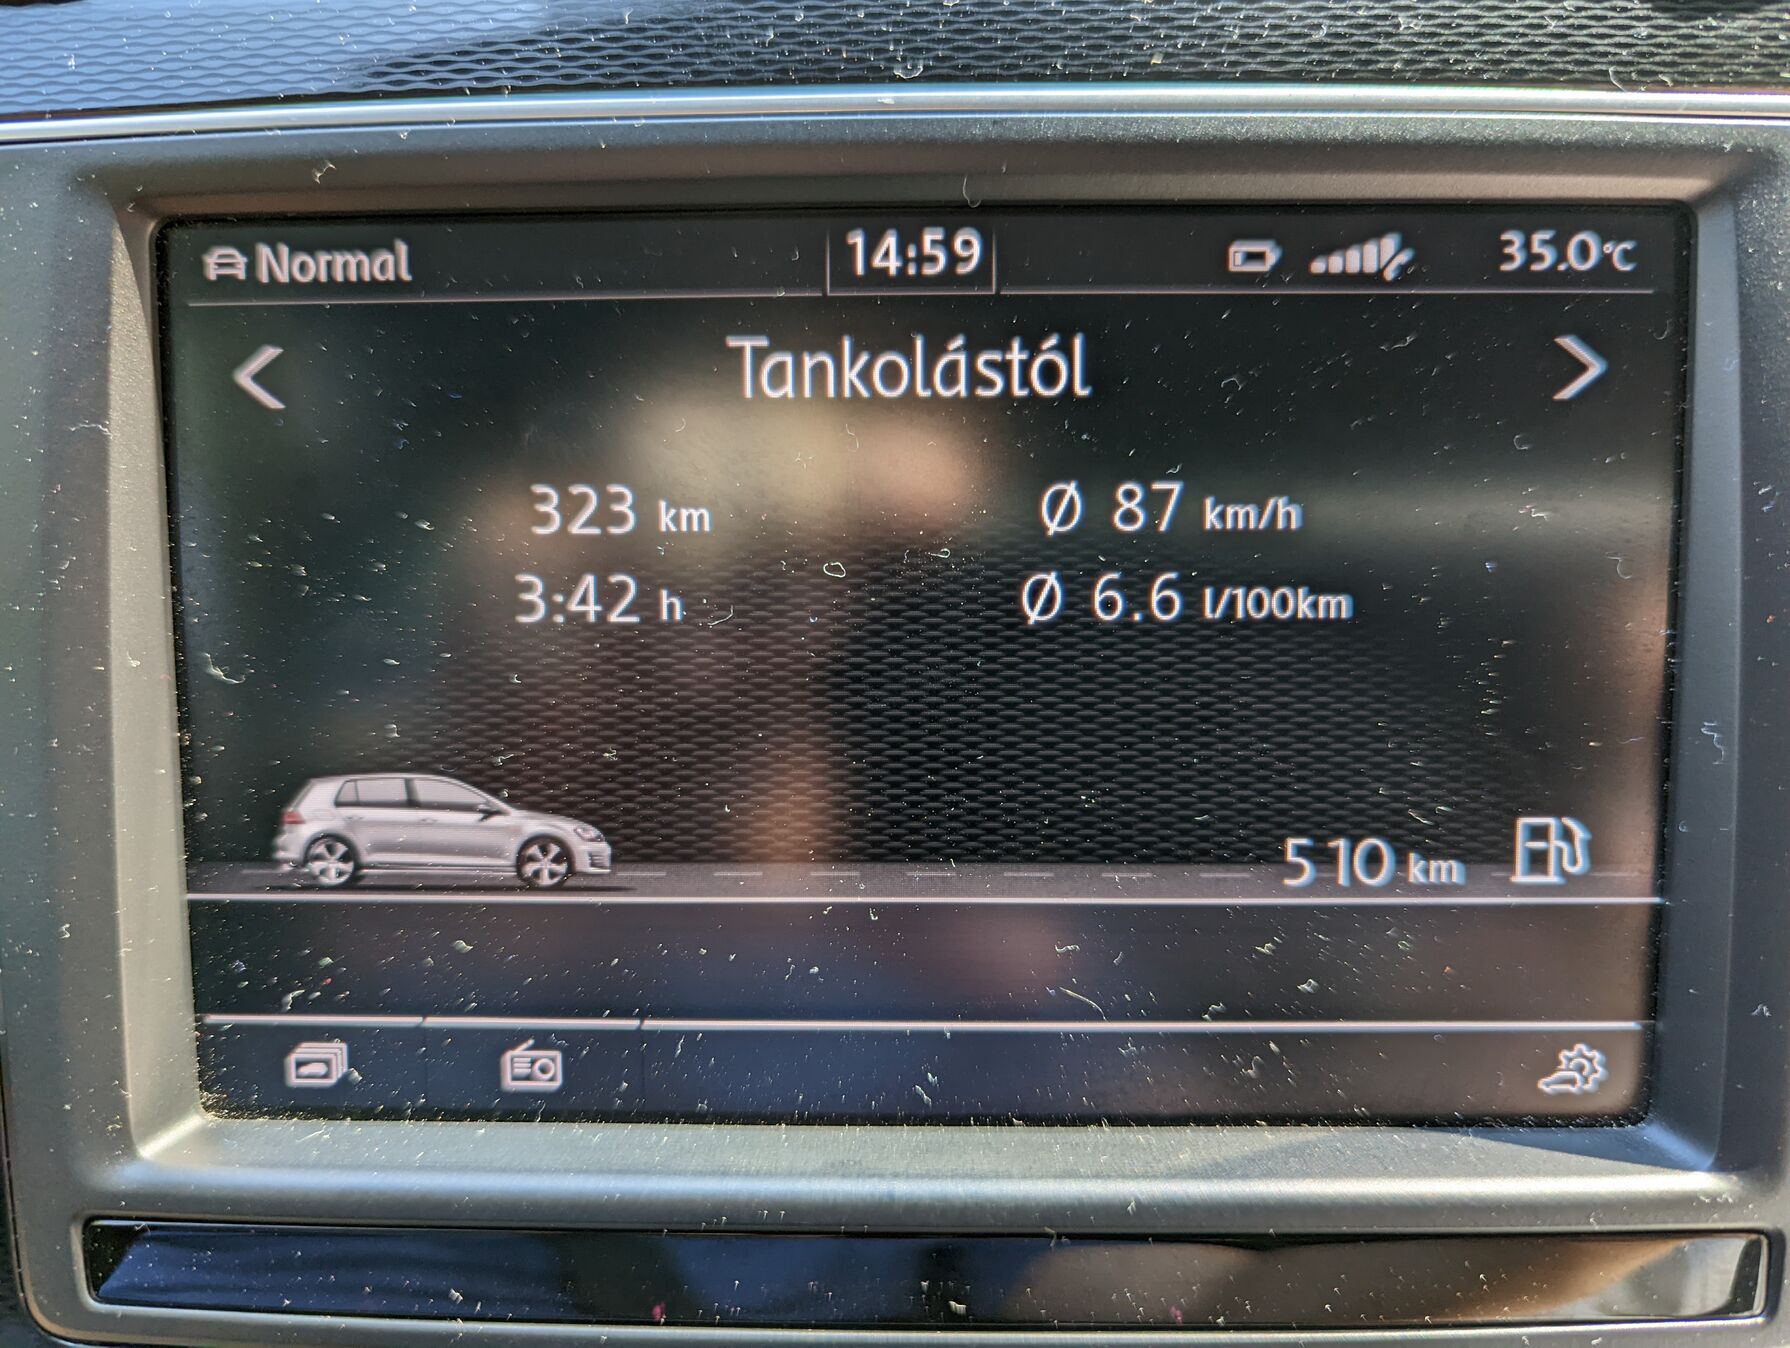 Normal 14:59 35.0°C
Tankolástól
323 km Ø 87 km/h
3:42 h Ø 6.6 l/100km
510 km